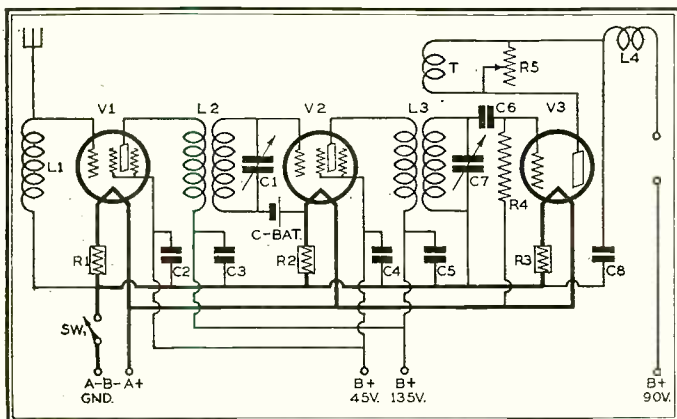 T
R5
L4
V1
L2
V2
L3
C6
V3
L1
C1
C7
R4
C-BAT.
R1
C2
C3
R2
C4
C5
R3
C8
SW.
A-B- A+
GND.
B+
45V.
B+
135V.
B+
90V.